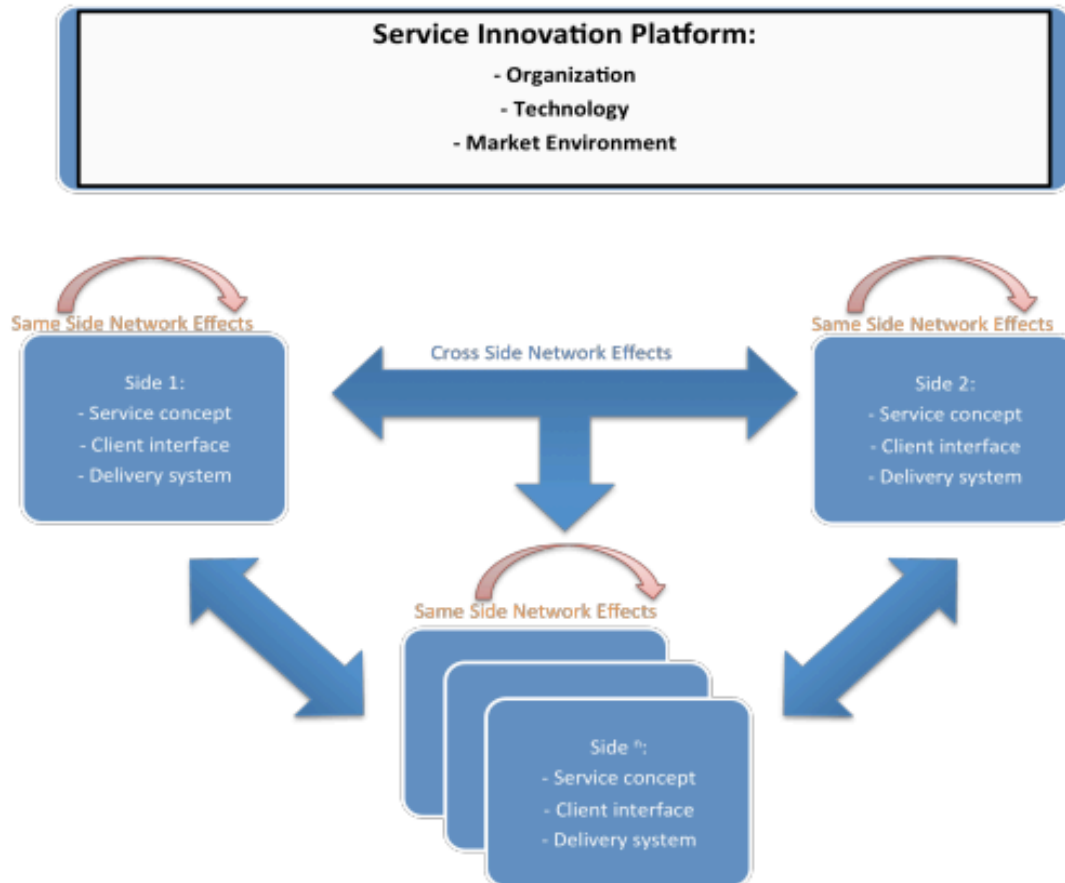 Service Innovation Platform:
- Organization
- Technology
- Market Environment
Same Side Network Effects
Cross Side Network Effects
Same Side Network Effects
Side 1:
- Service concept
- Client interface
- Delivery system
Side 2:
- Service concept
- Client interface
- Delivery system
Same Side Network Effects
Side ⁿ:
- Service concept
- Client interface
- Delivery system